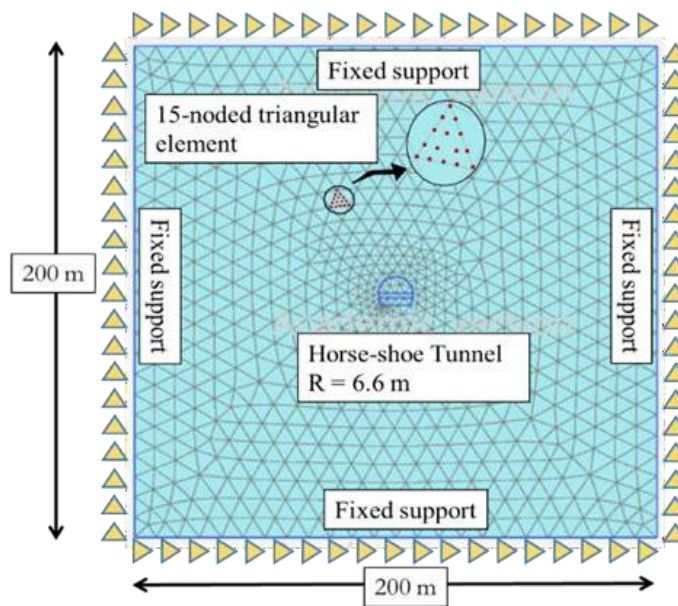 Fixed support
15-noded triangular
element
Fixed support
Fixed support
200 m
Horse-shoe Tunnel
R = 6.6 m
Fixed support
200 m